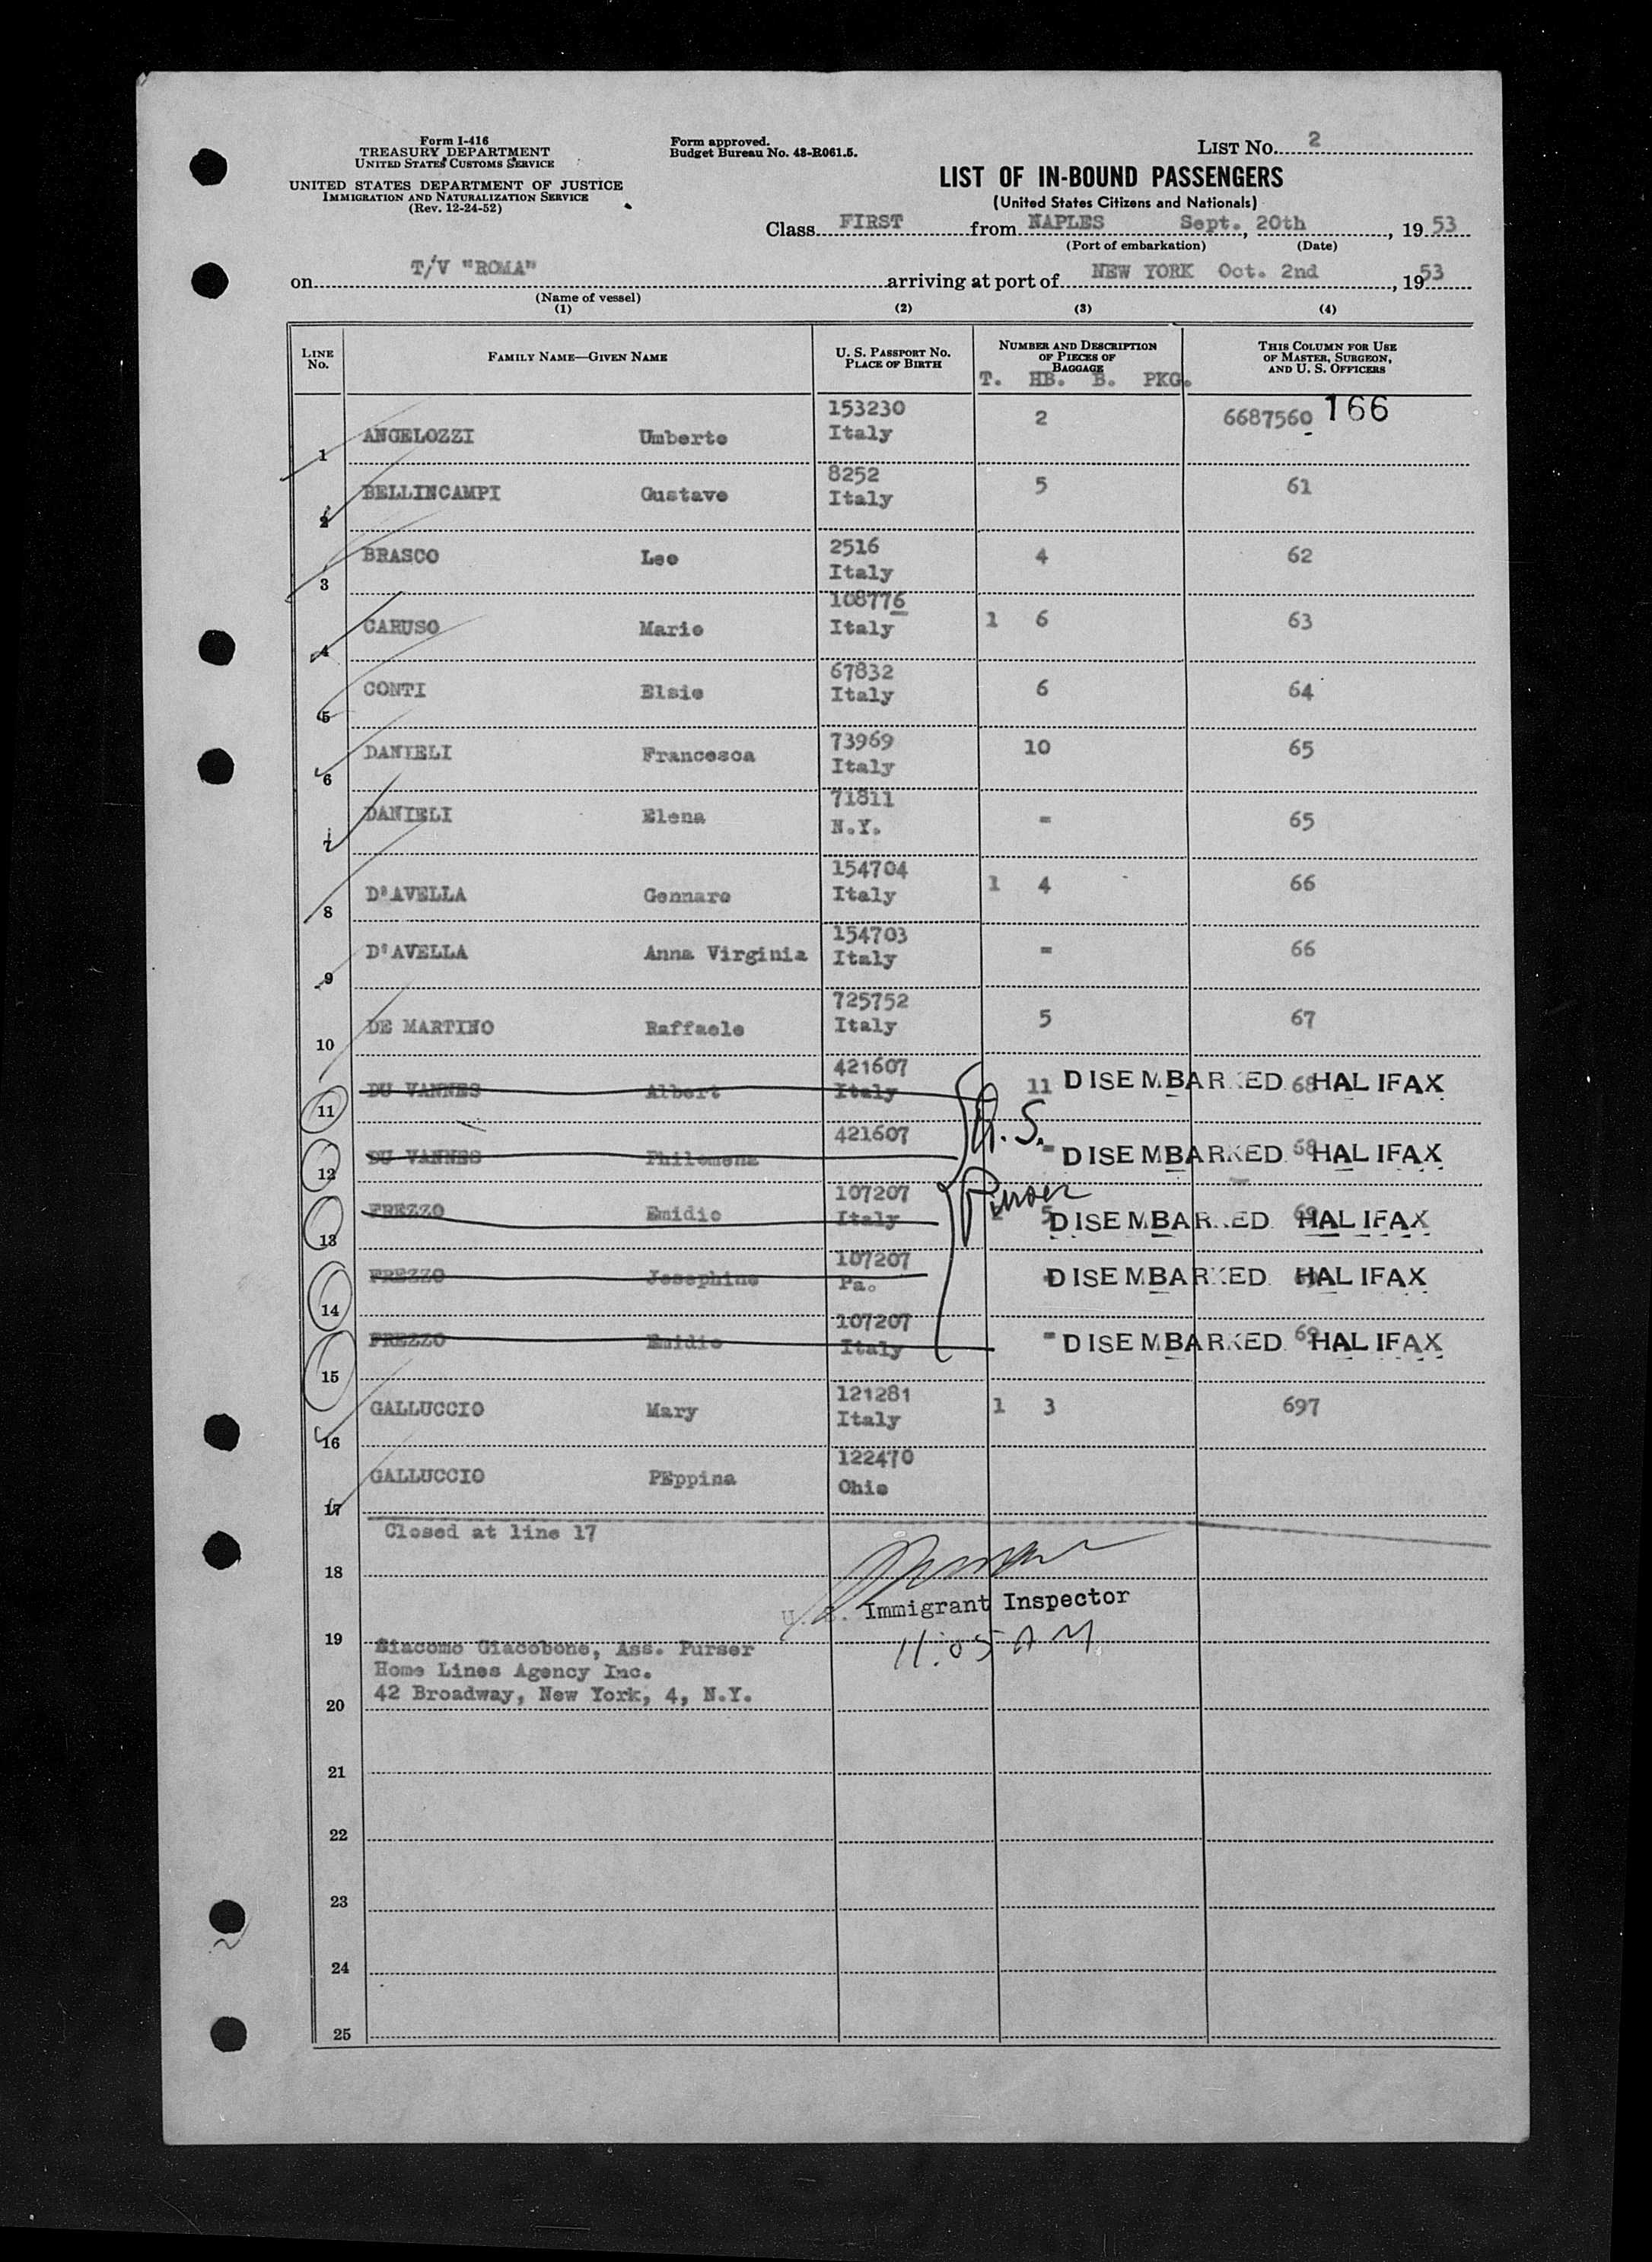 Form I-416
TREASURY DEPARTMENT
UNITED STATES CUSTOMS SERVICE
UNITED STATES DEPARTMENT OF JUSTICE
IMMIGRATION AND NATURALIZATION SERVICE
(Rev. 12-24-52)
Form approved.
Budget Bureau No. 43-R061.5.
LIST No. 2
LIST OF IN-BOUND PASSENGERS
(United States Citizens and Nationals)
Class FIRST from NAPLES Sept. 20th, 1953
(Port of embarkation) (Date)
on T/V "ROMA" arriving at port of NEW YORK Oct. 2nd, 1953
(Name of vessel)
(1) (2) (3) (4)
LINE No. FAMILY NAME—GIVEN NAME U. S. PASSPORT NO. PLACE OF BIRTH NUMBER AND DESCRIPTION OF PIECES OF BAGGAGE THIS COLUMN FOR USE OF MASTER, SURGEON, AND U. S. OFFICERS
T. HB. B. PKG.
1 ANGELOZZI Umberto 153230 Italy 2 6687560 166
2 BELLINCAMPI Gustavo 8252 Italy 5 61
3 BRASCO Leo 2516 Italy 4 62
4 CARUSO Mario 108776 Italy 1 6 63
5 CONTI Elsie 67832 Italy 6 64
6 DANIELI Francesca 73969 Italy 10 65
7 DANIELI Elena 71811 N.Y. = 65
8 D'AVELLA Gennaro 154704 Italy 1 4 66
9 D'AVELLA Anna Virginia 154703 Italy = 66
10 DE MARTINO Raffaele 725752 Italy 5 67
11 DU VANNES Albert 421607 Italy 11 DISEMBARKED 68 HALIFAX
12 DU VANNES Philomena 421607 = DISEMBARKED 68 HALIFAX
A. S.
Purser
13 FREZZO Emidio 107207 Italy 5 DISEMBARKED 69 HALIFAX
14 FREZZO Josephine 107207 Pa. DISEMBARKED HALIFAX
15 FREZZO Emidio 107207 Italy = DISEMBARKED 69 HALIFAX
16 GALLUCCIO Mary 121281 Italy 1 3 697
17 GALLUCCIO PEppina 122470 Ohio
Closed at line 17
18
U. S. Immigrant Inspector
19 11:05 AM
Giacomo Giacobone, Ass. Purser
Home Lines Agency Inc.
20 42 Broadway, New York, 4, N.Y.
21
22
23
24
25